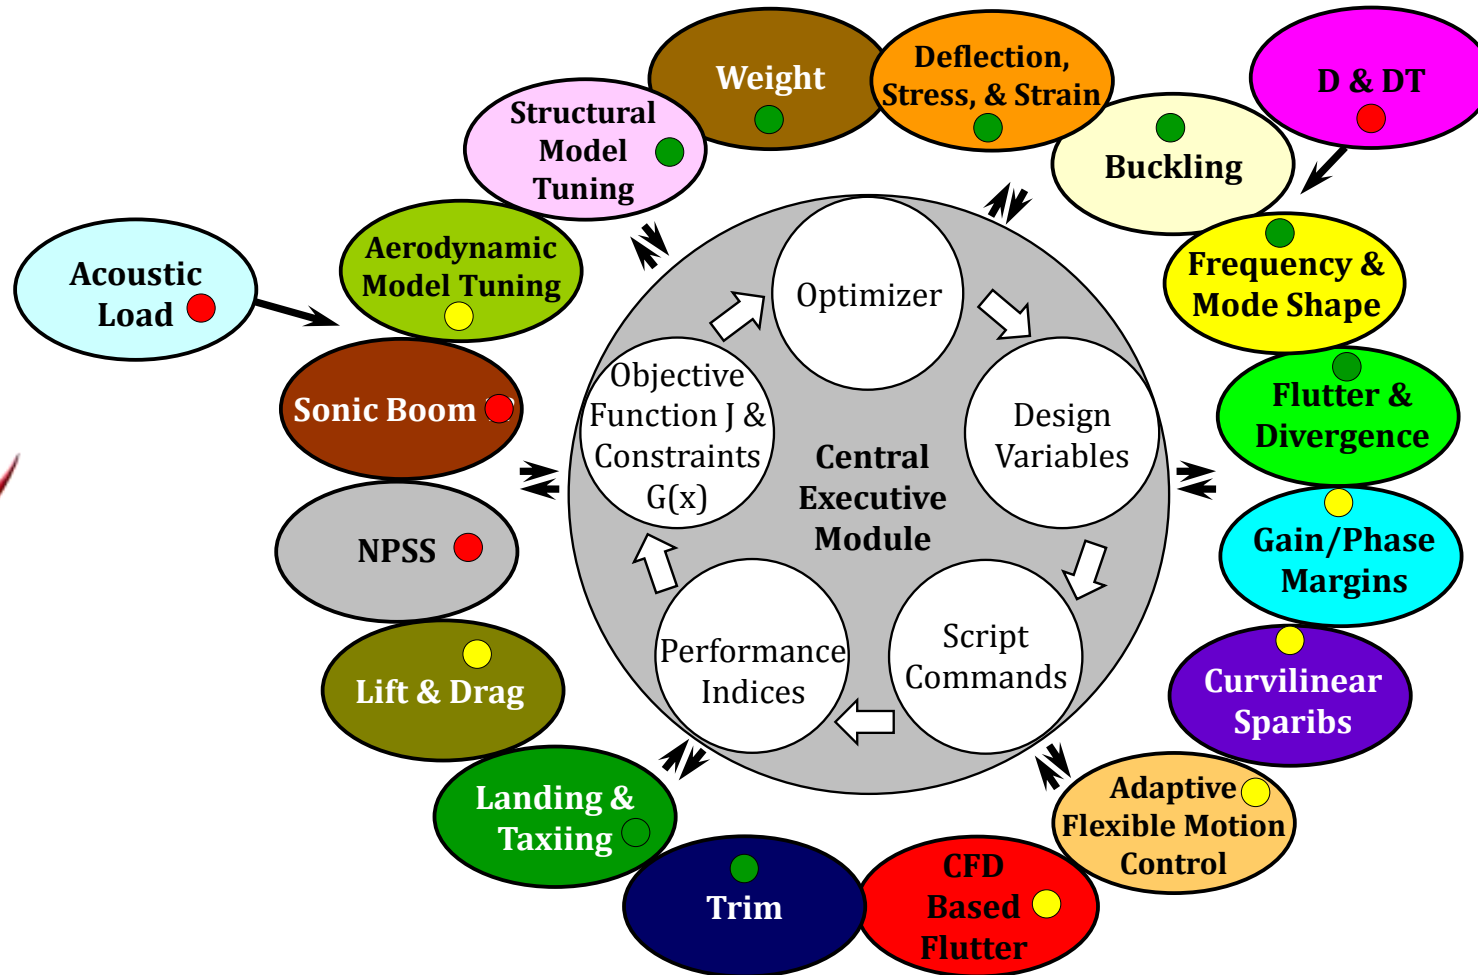 Weight
Deflection,
Stress, & Strain
D & DT
Structural
Model
Tuning
Buckling
Aerodynamic
Model Tuning
Acoustic
Load
Frequency &
Mode Shape
Optimizer
Sonic Boom
Objective
Function J &
Constraints
G(x)
Design
Variables
Central
Executive
Module
Flutter &
Divergence
NPSS
Gain/Phase
Margins
Performance
Indices
Script
Commands
Lift & Drag
Curvilinear
Sparibs
Landing &
Taxiing
Adaptive
Flexible Motion
Control
Trim
CFD
Based
Flutter